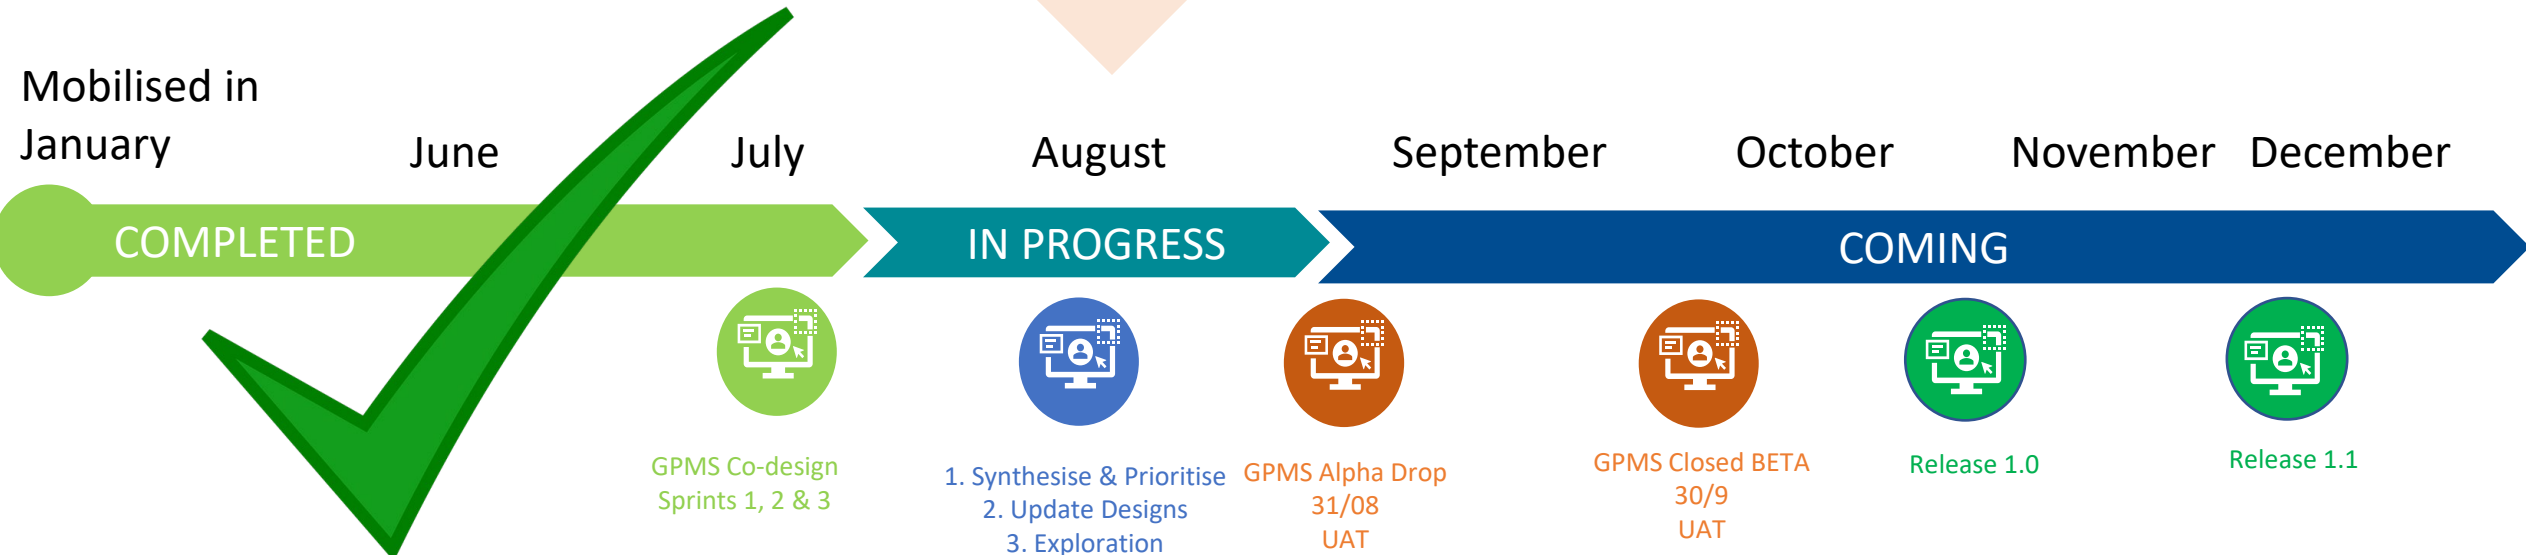 Mobilised in
January
June
July
August
September
October
November
December
COMPLETED
IN PROGRESS
COMING
GPMS Co-design
Sprints 1, 2 & 3
1. Synthesise & Prioritise
2. Update Designs
3. Exploration
GPMS Alpha Drop
31/08
UAT
GPMS Closed BETA
30/9
UAT
Release 1.0
Release 1.1